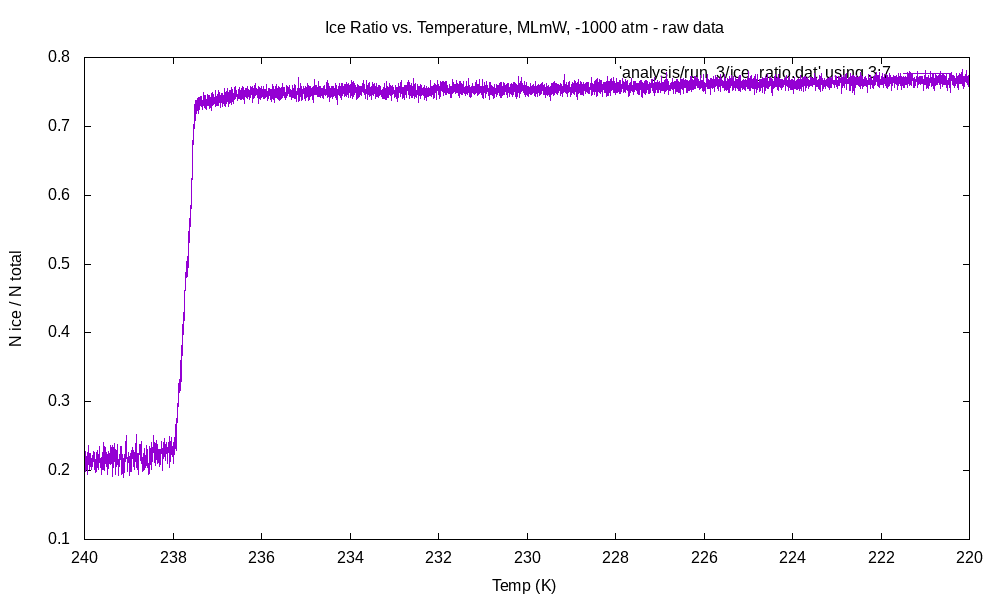 Ice Ratio vs. Temperature, MLmW, -1000 atm - raw data
'analysis/run_3/ice_ratio.dat' using 3:7
0.8
0.7
0.6
0.5
0.4
0.3
0.2
0.1
N ice / N total
240 237 236 234 232 230 228 226 224 222 220
Temp (K)